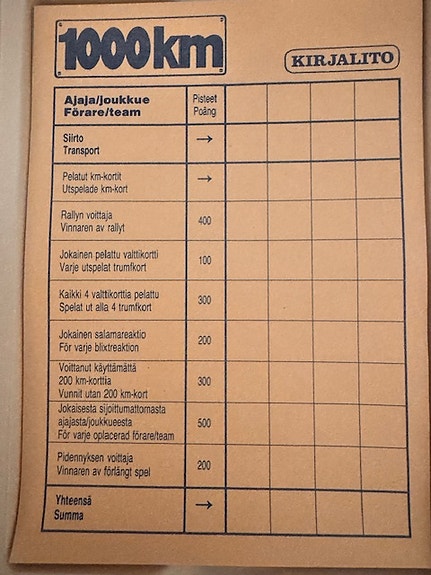 1000km
KIRJALITO
Ajaja/joukkue
Förare/team
Pisteet
Poäng
Siirto
Transport
→
Pelatut km-kortit
Utspelade km-kort
→
Rallyn voittaja
Vinnaren av rallyt
400
Jokainen pelattu valttikortti
Varje utspelat trumfkort
100
Kaikki 4 valttikorttia pelattu
Spelat ut alla 4 trumfkort
300
Jokainen salamareaktio
För varje blixtreaktion
200
Voittanut käyttämättä
200 km-korttia
Vunnit utan 200 km-kort
300
Jokaisesta sijoittumattomasta
ajajasta/joukkueesta
För varje oplacerad förare/team
500
Pidennyksen voittaja
Vinnaren av förlängt spel
200
Yhteensä
Summa
→